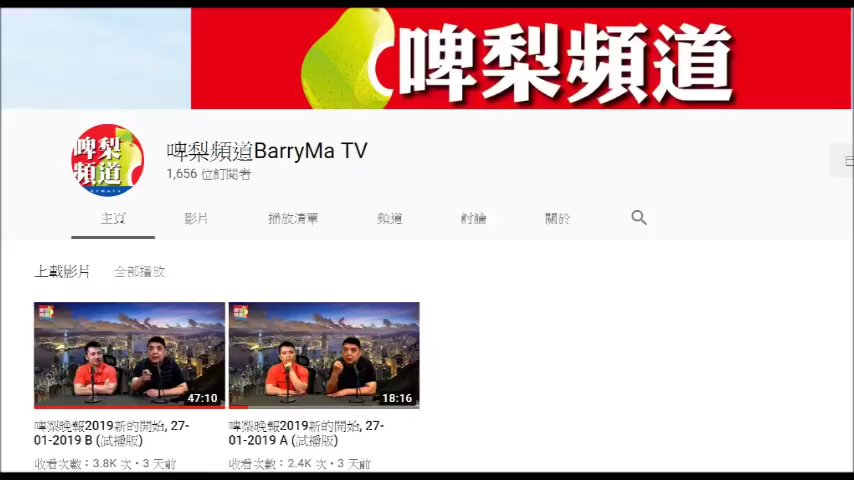 啤梨頻道
啤梨
頻道
啤梨頻道BarryMa TV
1,656 位訂閱者
主頁 影片 播放清單 頻道 討論 關於
上載影片 全部播放
47:10
18:16
啤梨晚報2019新的開始, 27-
01-2019 B (試播版)
收看次數：3.8K 次 • 3 天前
啤梨晚報2019新的開始, 27-
01-2019 A (試播版)
收看次數：2.4K 次 • 3 天前